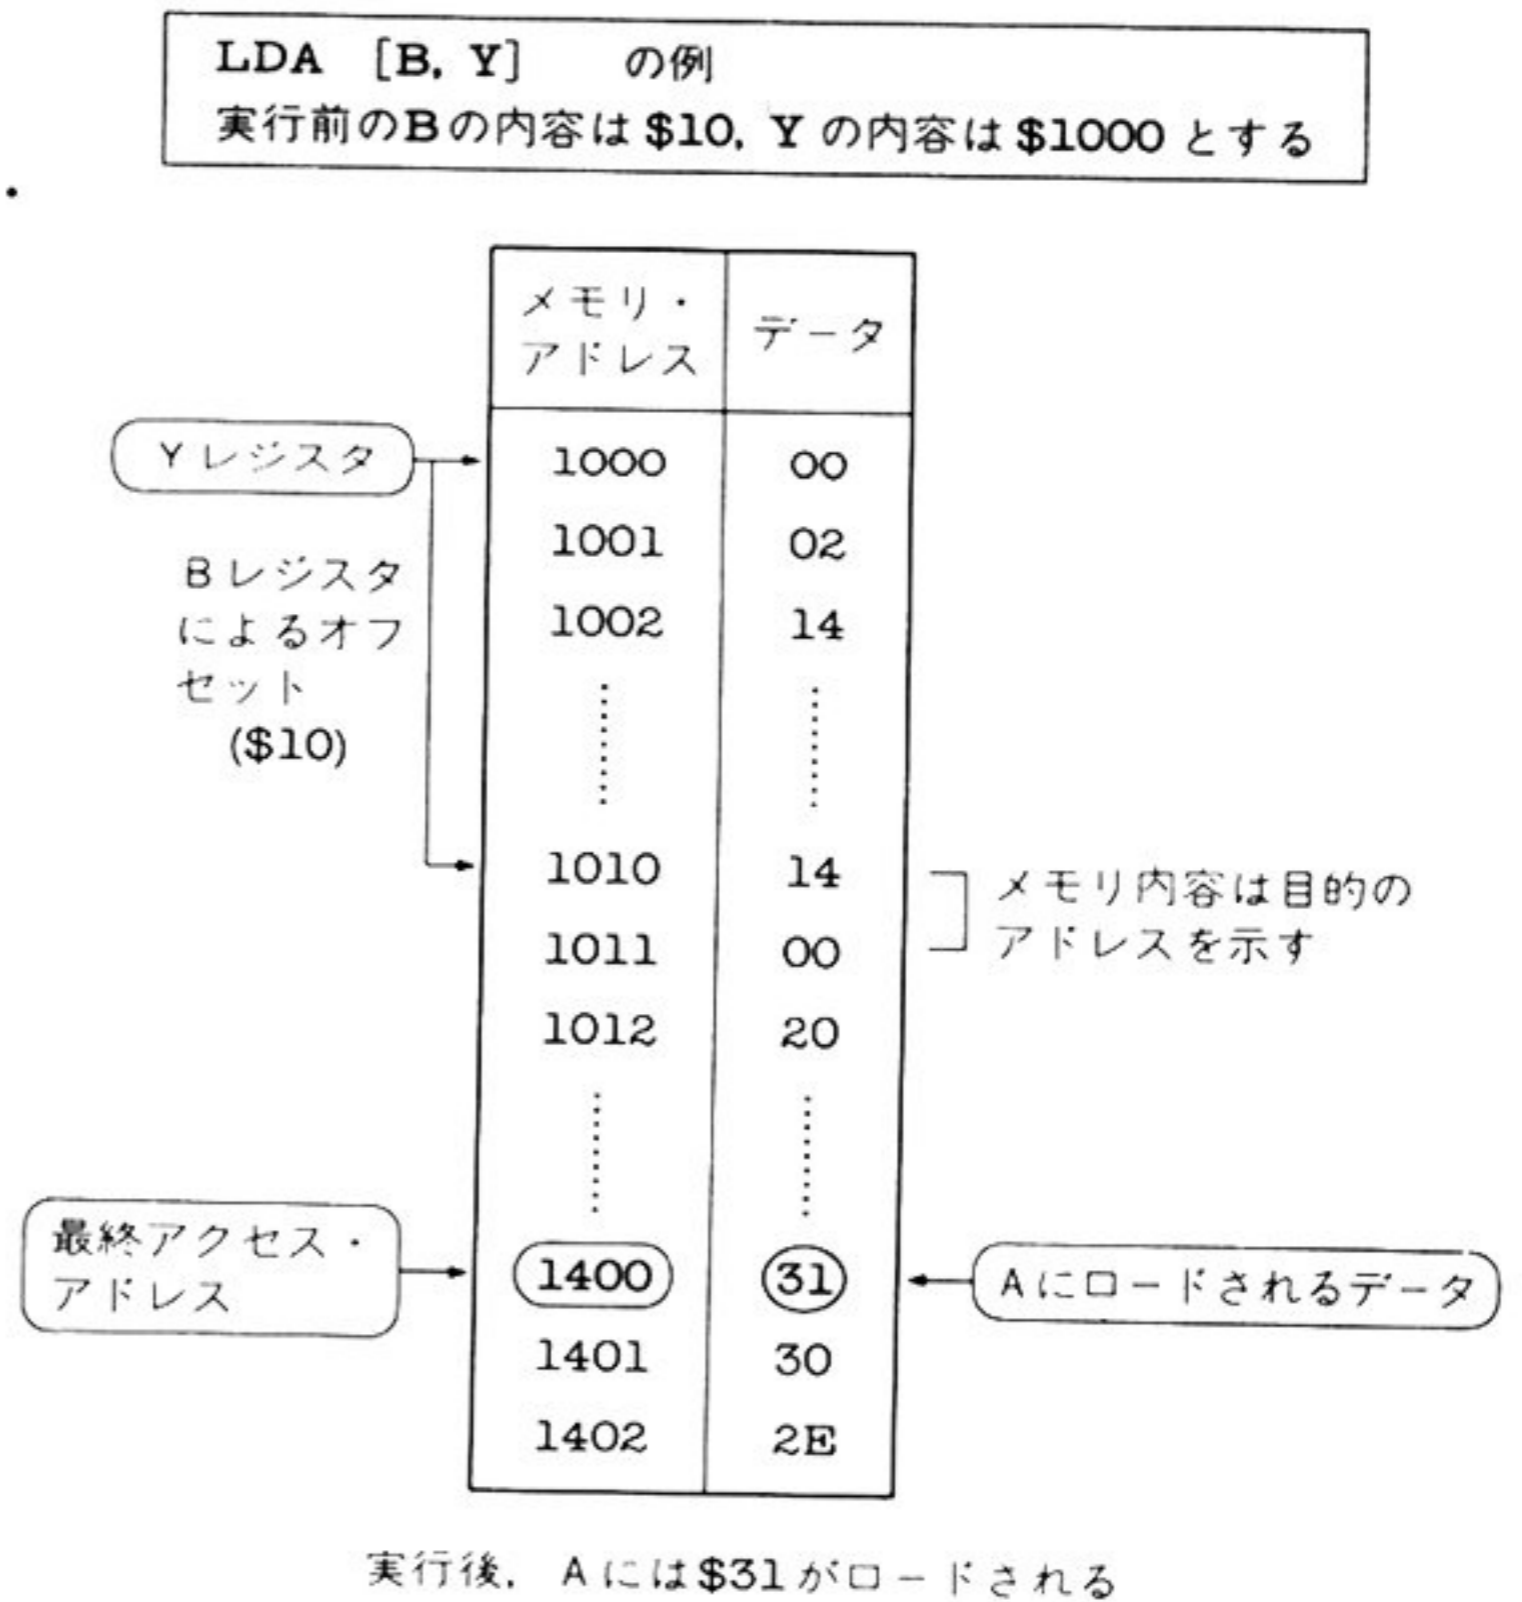 LDA [B, Y] の例
実行前のBの内容は$10, Yの内容は$1000とする
メモリ・
アドレス
データ
Yレジスタ
1000 00
1001 02
Bレジスタ
によるオフ
セット
($10)
1002 14
1010 14
1011 00
メモリ内容は目的の
アドレスを示す
1012 20
最終アクセス・
アドレス
1400 31
Aにロードされるデータ
1401 30
1402 2E
実行後, Aには$31がロードされる